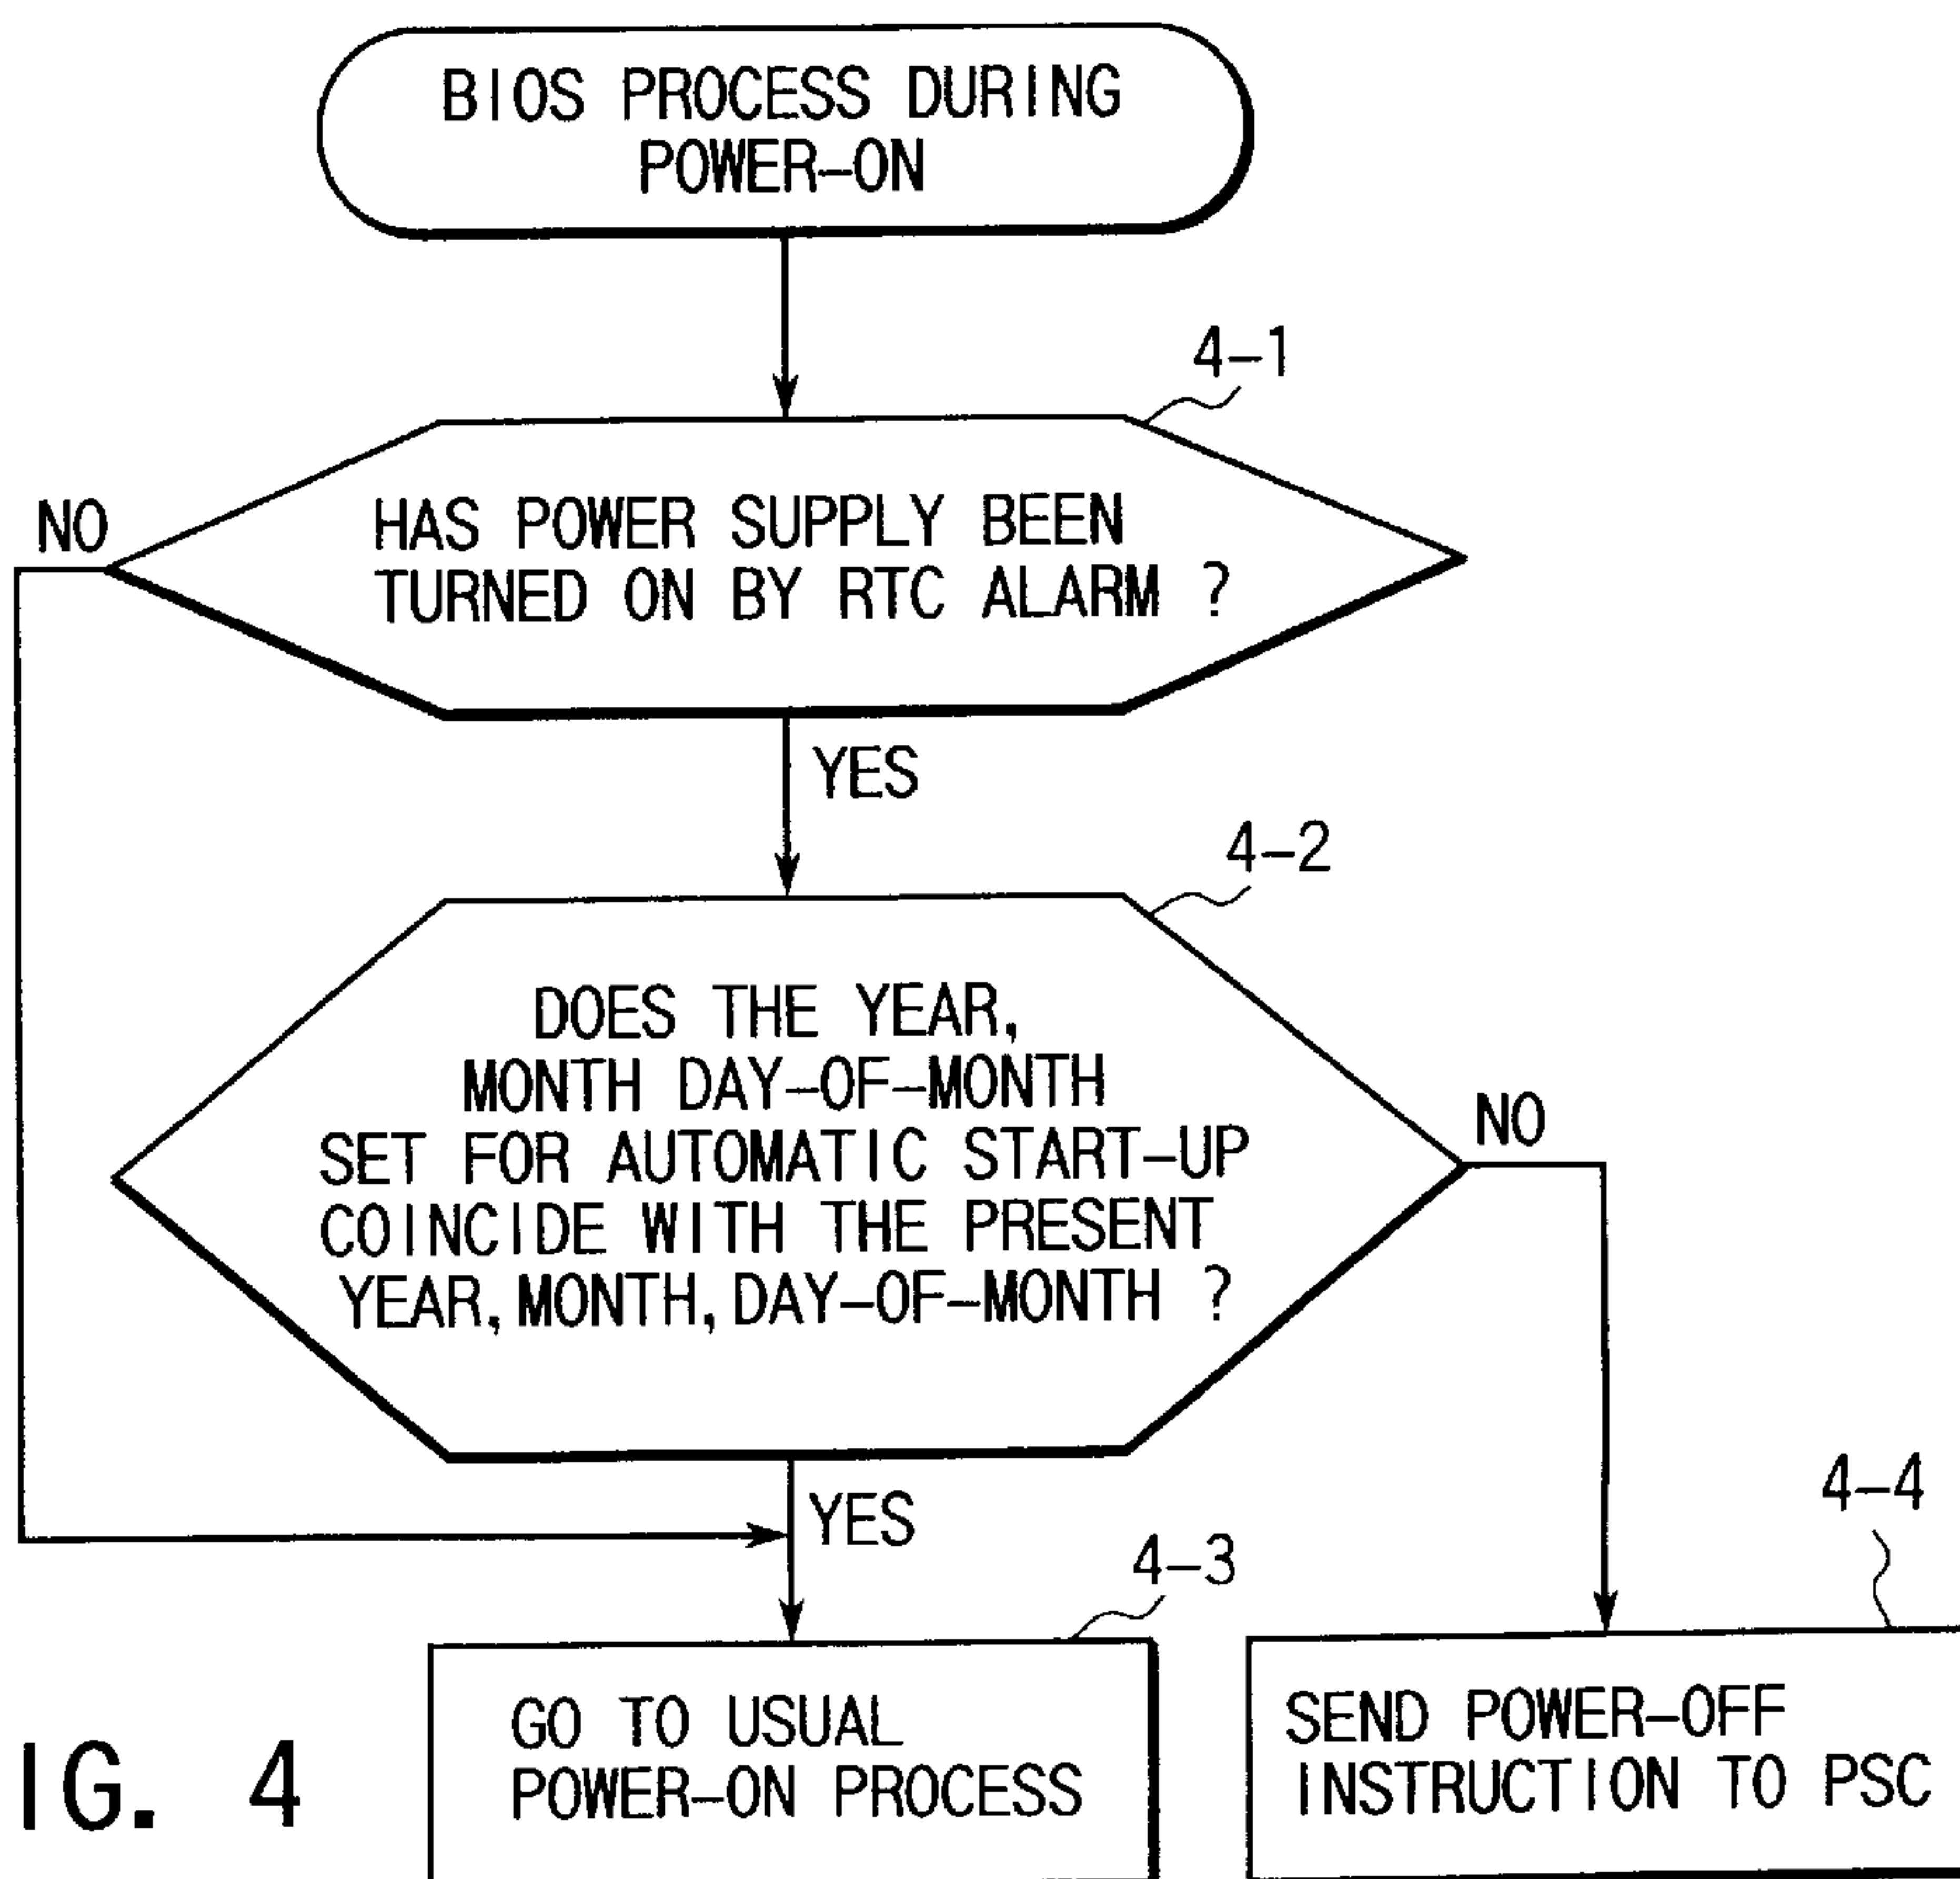 BIOS PROCESS DURING
POWER-ON
4-1
NO
HAS POWER SUPPLY BEEN
TURNED ON BY RTC ALARM ?
YES
4-2
DOES THE YEAR,
MONTH DAY-OF-MONTH
SET FOR AUTOMATIC START-UP
COINCIDE WITH THE PRESENT
YEAR, MONTH, DAY-OF-MONTH ?
NO
YES
4-3
4-4
GO TO USUAL
POWER-ON PROCESS
SEND POWER-OFF
INSTRUCTION TO PSC
IG. 4